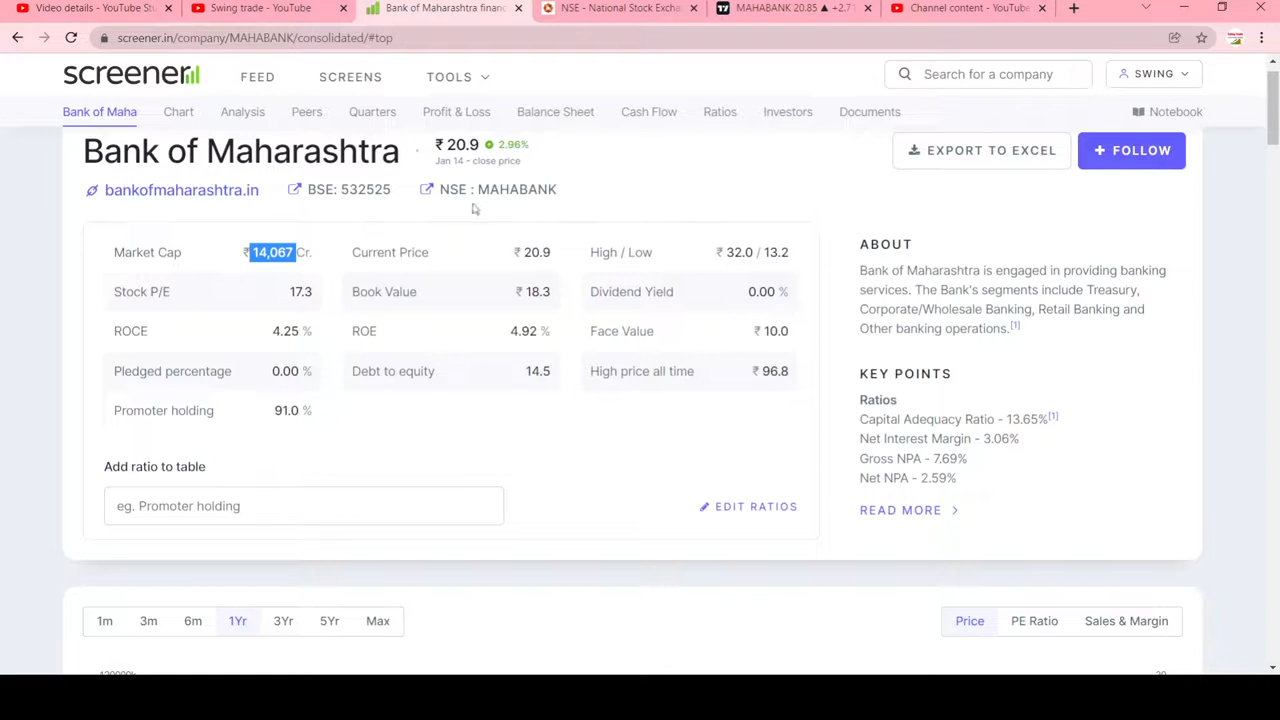 Video details - YouTube Stu
Swing trade - YouTube
Bank of Maharashtra financ
NSE - National Stock Exchan
MAHABANK 20.85 ▲ +2.71
Channel content - YouTube
screener.in/company/MAHABANK/consolidated/#top
screener
FEED
SCREENS
TOOLS
Search for a company
SWING
Bank of Maha
Chart
Analysis
Peers
Quarters
Profit & Loss
Balance Sheet
Cash Flow
Ratios
Investors
Documents
Notebook
Bank of Maharashtra
₹ 20.9 2.96%
Jan 14 - close price
EXPORT TO EXCEL
+ FOLLOW
bankofmaharashtra.in
BSE: 532525
NSE : MAHABANK
Market Cap ₹ 14,067 Cr.
Current Price ₹ 20.9
High / Low ₹ 32.0 / 13.2
Stock P/E 17.3
Book Value ₹ 18.3
Dividend Yield 0.00 %
ROCE 4.25 %
ROE 4.92 %
Face Value ₹ 10.0
Pledged percentage 0.00 %
Debt to equity 14.5
High price all time ₹ 96.8
Promoter holding 91.0 %
Add ratio to table
eg. Promoter holding
EDIT RATIOS
ABOUT
Bank of Maharashtra is engaged in providing banking
services. The Bank's segments include Treasury,
Corporate/Wholesale Banking, Retail Banking and
Other banking operations.[1]
KEY POINTS
Ratios
Capital Adequacy Ratio - 13.65%[1]
Net Interest Margin - 3.06%
Gross NPA - 7.69%
Net NPA - 2.59%
READ MORE
1m
3m
6m
1Yr
3Yr
5Yr
Max
Price
PE Ratio
Sales & Margin